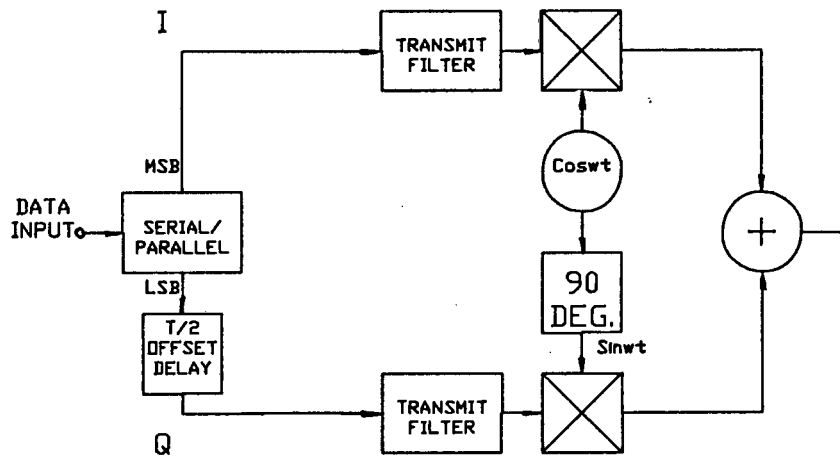 I
TRANSMIT
FILTER
MSB
Coswt
DATA
INPUT
SERIAL/
PARALLEL
+
LSB
90
DEG.
T/2
OFFSET
DELAY
Sinwt
TRANSMIT
FILTER
Q